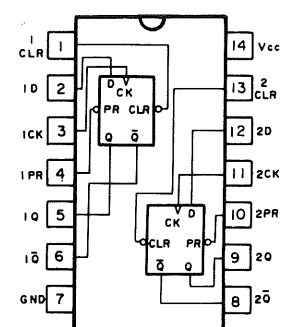 1 CLR 1
14 Vcc
1D 2
13 2 CLR
D CK
PR CLR
Q Q̅
1CK 3
12 2D
1PR 4
11 2CK
1Q 5
10 2PR
CK D
CLR PR
Q̅ Q
1Q̅ 6
9 2Q
GND 7
8 2Q̅